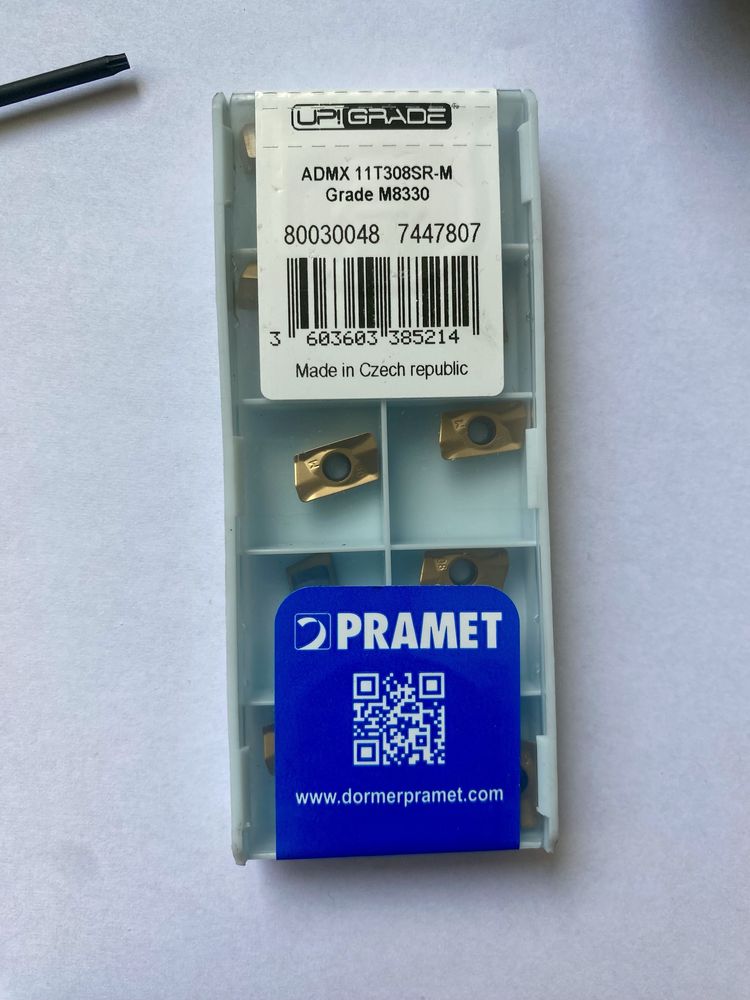 UP!GRADE®
ADMX 11T308SR-M
Grade M8330
80030048 7447807
3 603603 385214
Made in Czech republic
M
M
08
PRAMET
www.dormerpramet.com